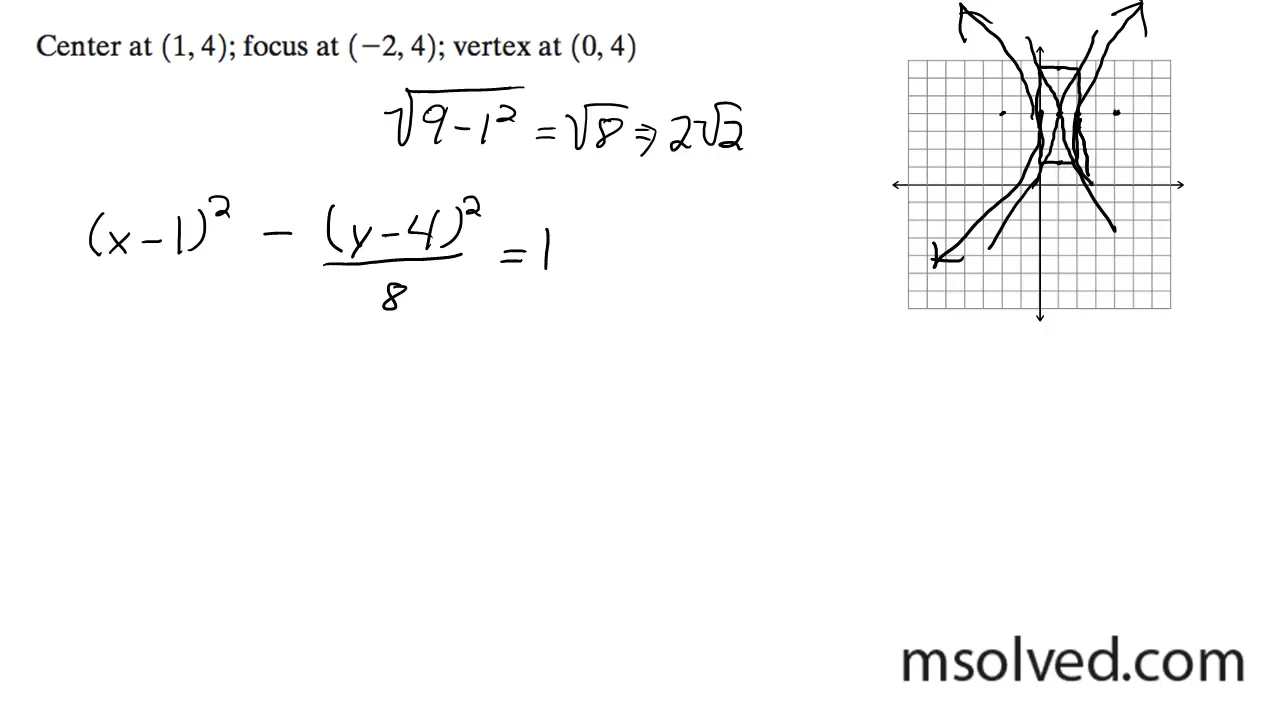 Center at (1, 4); focus at (−2, 4); vertex at (0, 4)
√(9 − 1²) = √8 ⇒ 2√2
(x − 1)² − (y − 4)²/8 = 1
msolved.com